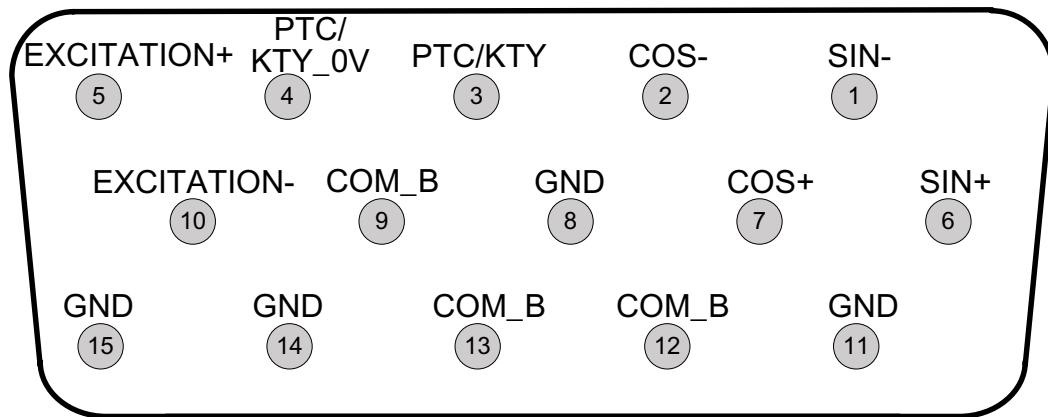 EXCITATION+ PTC/ KTY_0V PTC/KTY COS- SIN-
5 4 3 2 1
EXCITATION- COM_B GND COS+ SIN+
10 9 8 7 6
GND GND COM_B COM_B GND
15 14 13 12 11